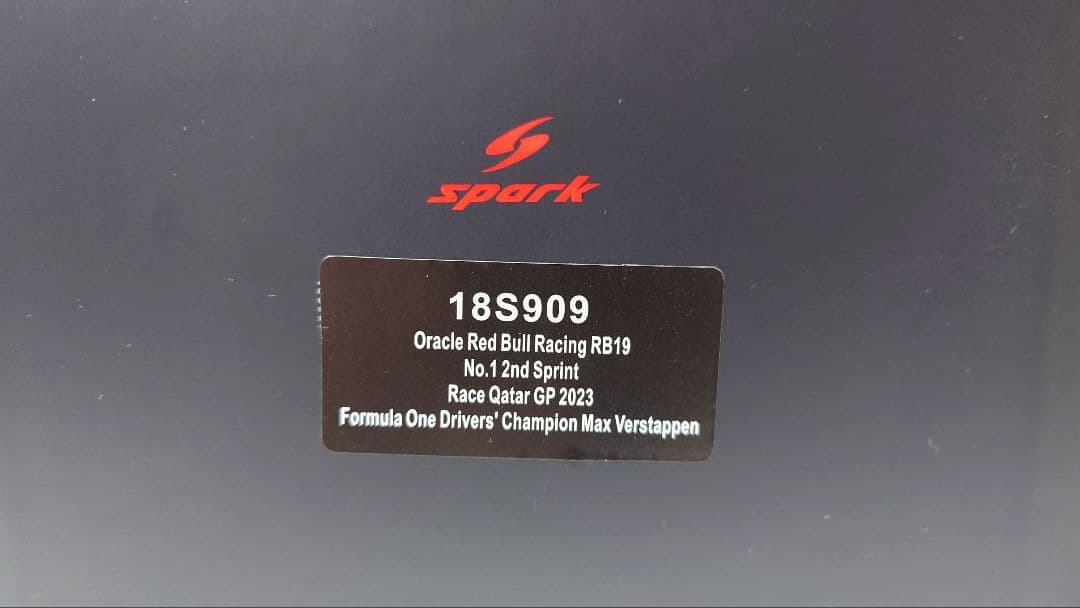 spark
18S909
Oracle Red Bull Racing RB19
No.1 2nd Sprint
Race Qatar GP 2023
Formula One Drivers' Champion Max Verstappen